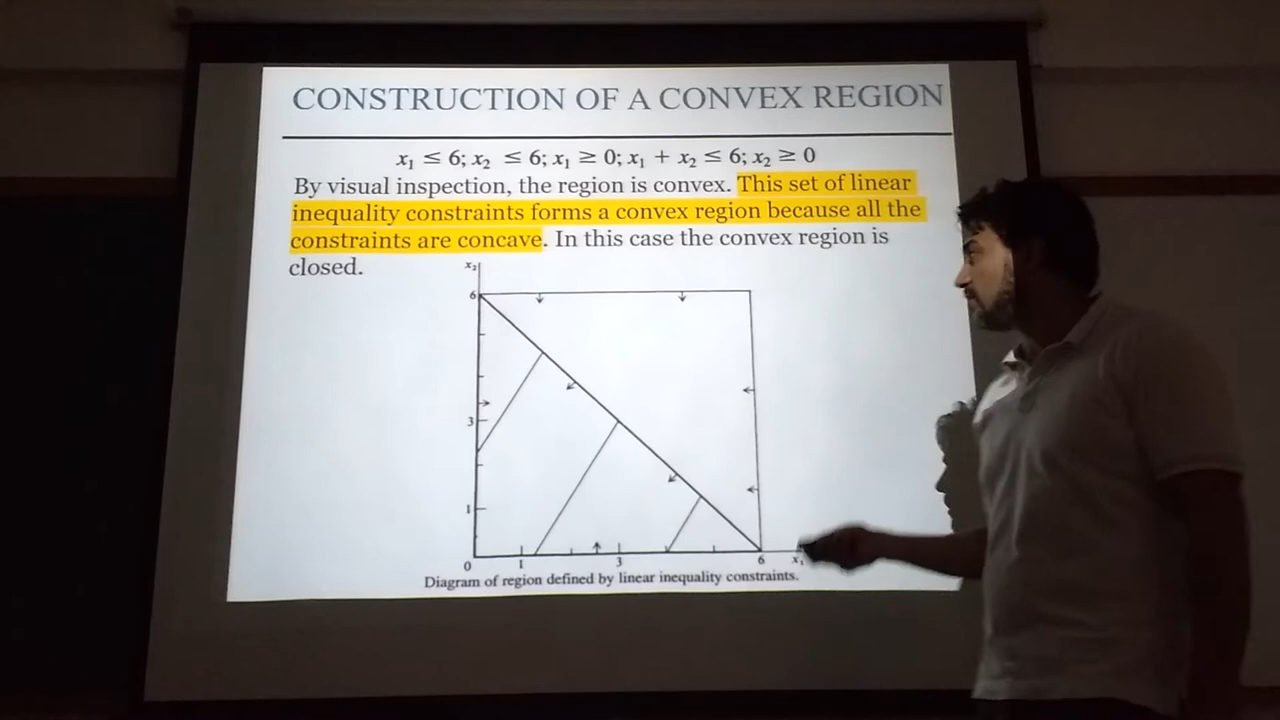 CONSTRUCTION OF A CONVEX REGION
x₁ ≤ 6; x₂ ≤ 6; x₁ ≥ 0; x₁ + x₂ ≤ 6; x₂ ≥ 0
By visual inspection, the region is convex. This set of linear
inequality constraints forms a convex region because all the
constraints are concave. In this case the convex region is
closed.
x₂
6
3
1
0 1 3 6 x₁
Diagram of region defined by linear inequality constraints.